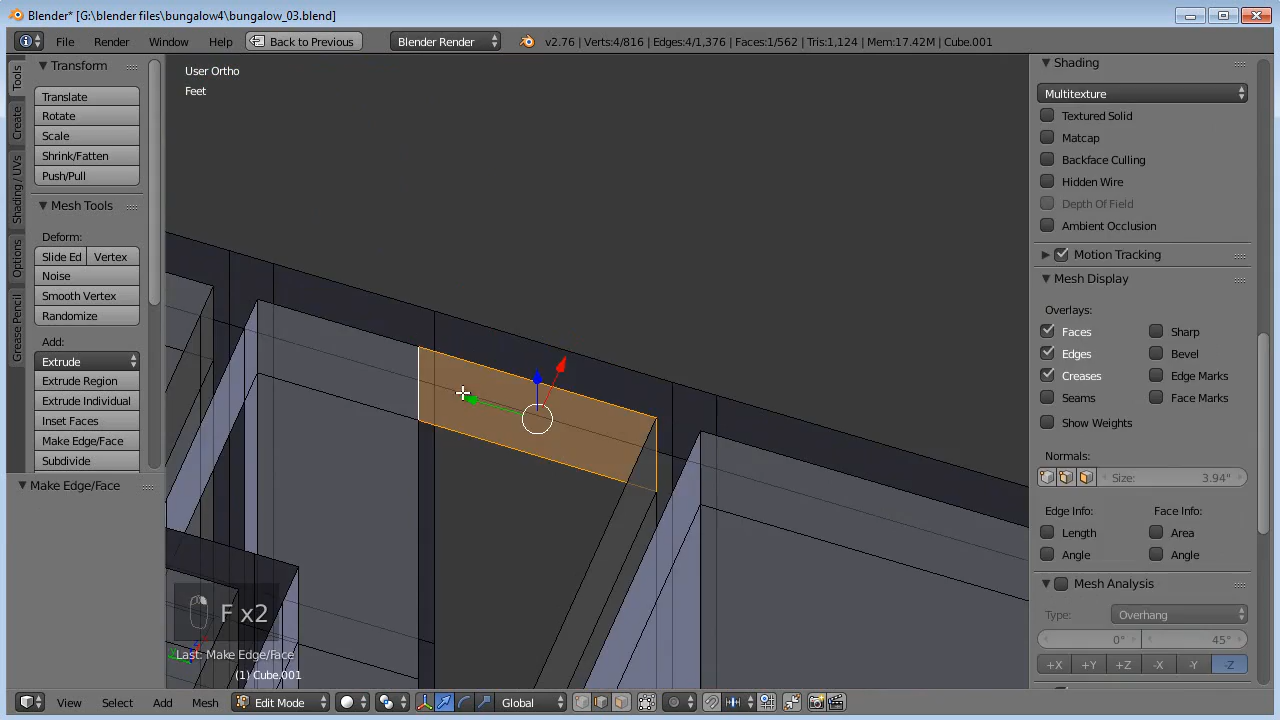 Blender* [G:\blender files\bungalow4\bungalow_03.blend]
File Render Window Help Back to Previous Blender Render v2.76 | Verts:4/816 | Edges:4/1,376 | Faces:1/562 | Tris:1,124 | Mem:17.42M | Cube.001
Tools
Create
Shading / UVs
Options
Grease Pencil
Transform
Translate
Rotate
Scale
Shrink/Fatten
Push/Pull
Mesh Tools
Deform:
Slide Ed Vertex
Noise
Smooth Vertex
Randomize
Add:
Extrude
Extrude Region
Extrude Individual
Inset Faces
Make Edge/Face
Subdivide
Make Edge/Face
User Ortho
Feet
F x2
Last: Make Edge/Face
(1) Cube.001
Shading
Multitexture
Textured Solid
Matcap
Backface Culling
Hidden Wire
Depth Of Field
Ambient Occlusion
Motion Tracking
Mesh Display
Overlays:
Faces Sharp
Edges Bevel
Creases Edge Marks
Seams Face Marks
Show Weights
Normals:
Size: 3.94"
Edge Info: Face Info:
Length Area
Angle Angle
Mesh Analysis
Type: Overhang
0° 45°
+X +Y +Z -X -Y -Z
View Select Add Mesh Edit Mode Global